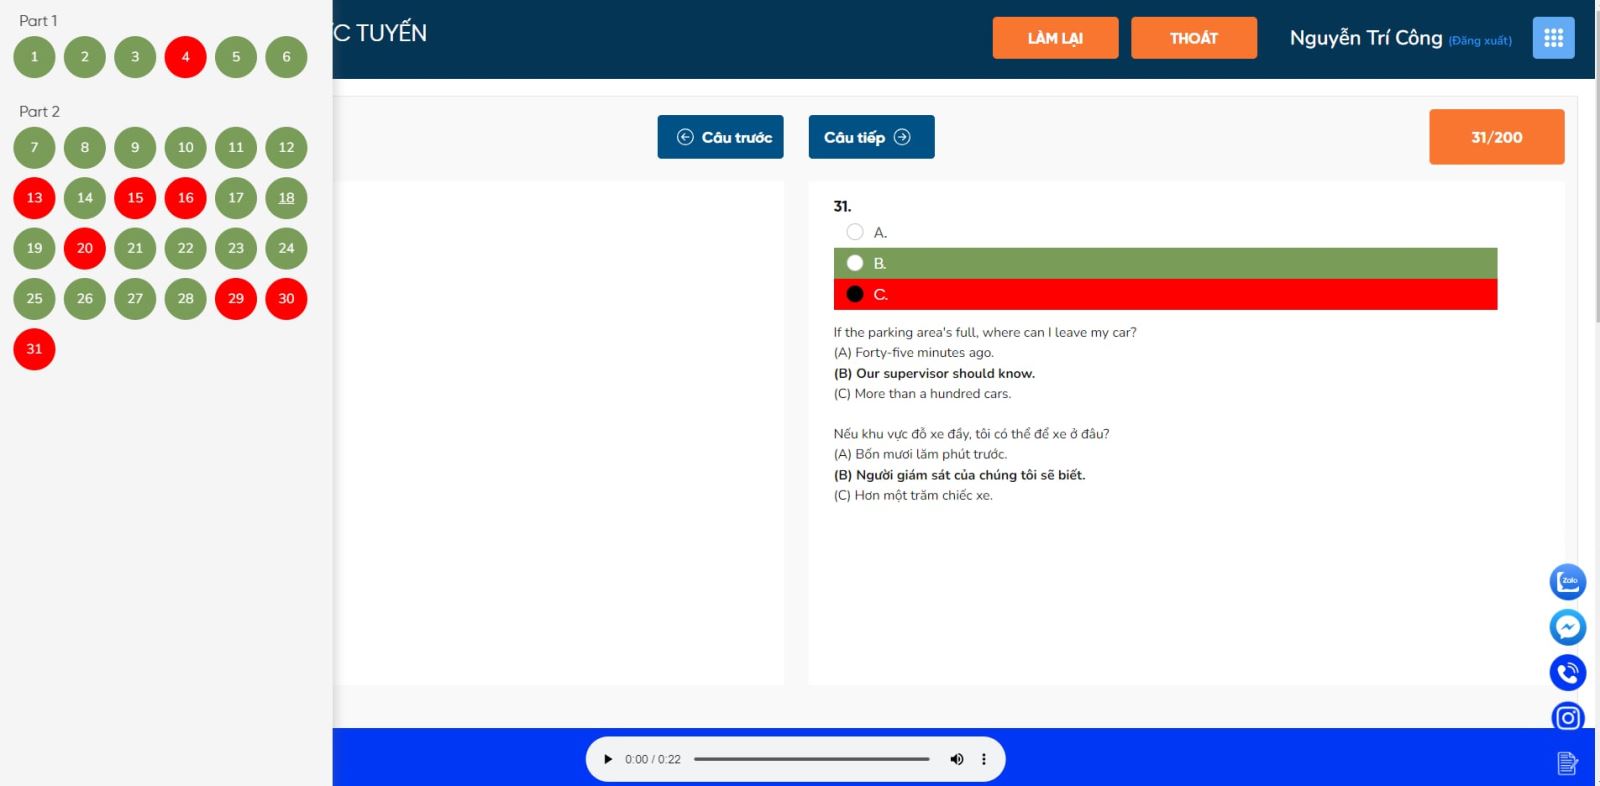 Part 1
1 2 3 4 5 6
Part 2
7 8 9 10 11 12
13 14 15 16 17 18
19 20 21 22 23 24
25 26 27 28 29 30
31
C TUYẾN
LÀM LẠI
THOÁT
Nguyễn Trí Công (Đăng xuất)
Câu trước
Câu tiếp
31/200
31.
A.
B.
C.
If the parking area's full, where can I leave my car?
(A) Forty-five minutes ago.
(B) Our supervisor should know.
(C) More than a hundred cars.
Nếu khu vực đỗ xe đầy, tôi có thể để xe ở đâu?
(A) Bốn mươi lăm phút trước.
(B) Người giám sát của chúng tôi sẽ biết.
(C) Hơn một trăm chiếc xe.
Zalo
0:00 / 0:22